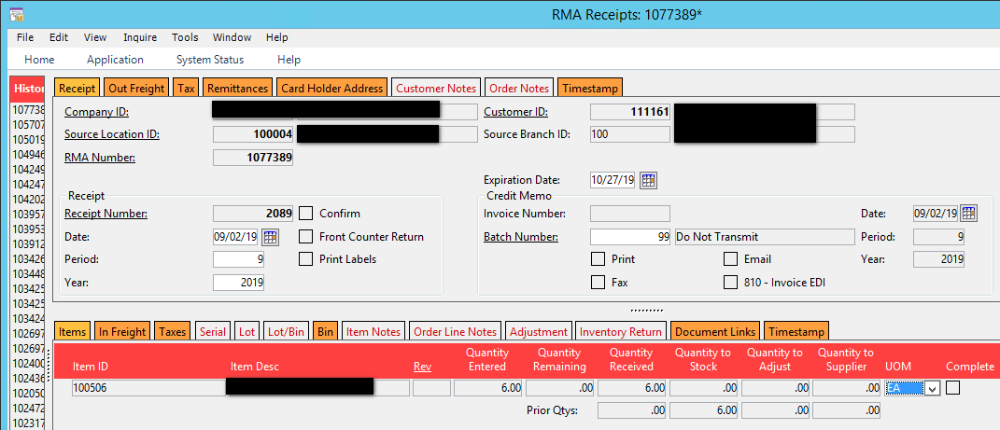 RMA Receipts: 1077389*
File Edit View Inquire Tools Window Help
Home Application System Status Help
Histor
107738
105707
105019
104946
104249
104247
104202
103957
103953
103912
103426
103448
103425
103425
103424
102697
102697
102400
102436
102050
102472
102317
Receipt Out Freight Tax Remittances Card Holder Address Customer Notes Order Notes Timestamp
Company ID: Customer ID: 111161
Source Location ID: 100004 Source Branch ID: 100
RMA Number: 1077389
Expiration Date: 10/27/19
Receipt Credit Memo
Receipt Number: 2089 Confirm Invoice Number: Date: 09/02/19
Date: 09/02/19 Front Counter Return Batch Number: 99 Do Not Transmit Period: 9
Period: 9 Print Labels Print Email Year: 2019
Year: 2019 Fax 810 - Invoice EDI
Items In Freight Taxes Serial Lot Lot/Bin Bin Item Notes Order Line Notes Adjustment Inventory Return Document Links Timestamp
Item ID Item Desc Rev Quantity Entered Quantity Remaining Quantity Received Quantity to Stock Quantity to Adjust Quantity to Supplier UOM Complete
100506 6.00 .00 6.00 .00 .00 .00 EA
Prior Qtys: .00 6.00 .00 .00